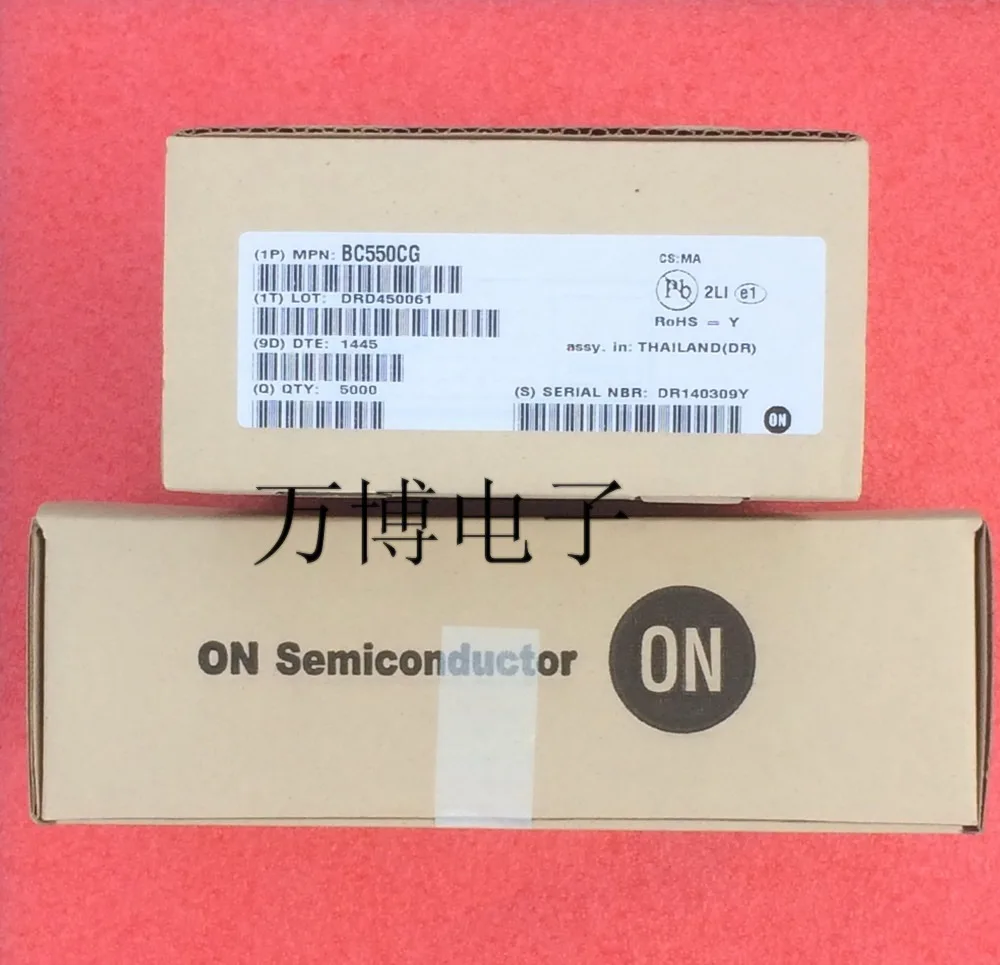 (1P) MPN: BC550CG
(1T) LOT: DRD450061
(9D) DTE: 1445
(Q) QTY: 5000
CS:MA
Pb 2LI e1
RoHS = Y
assy. in: THAILAND(DR)
(S) SERIAL NBR: DR140309Y
ON
万博电子
ON Semiconductor ON